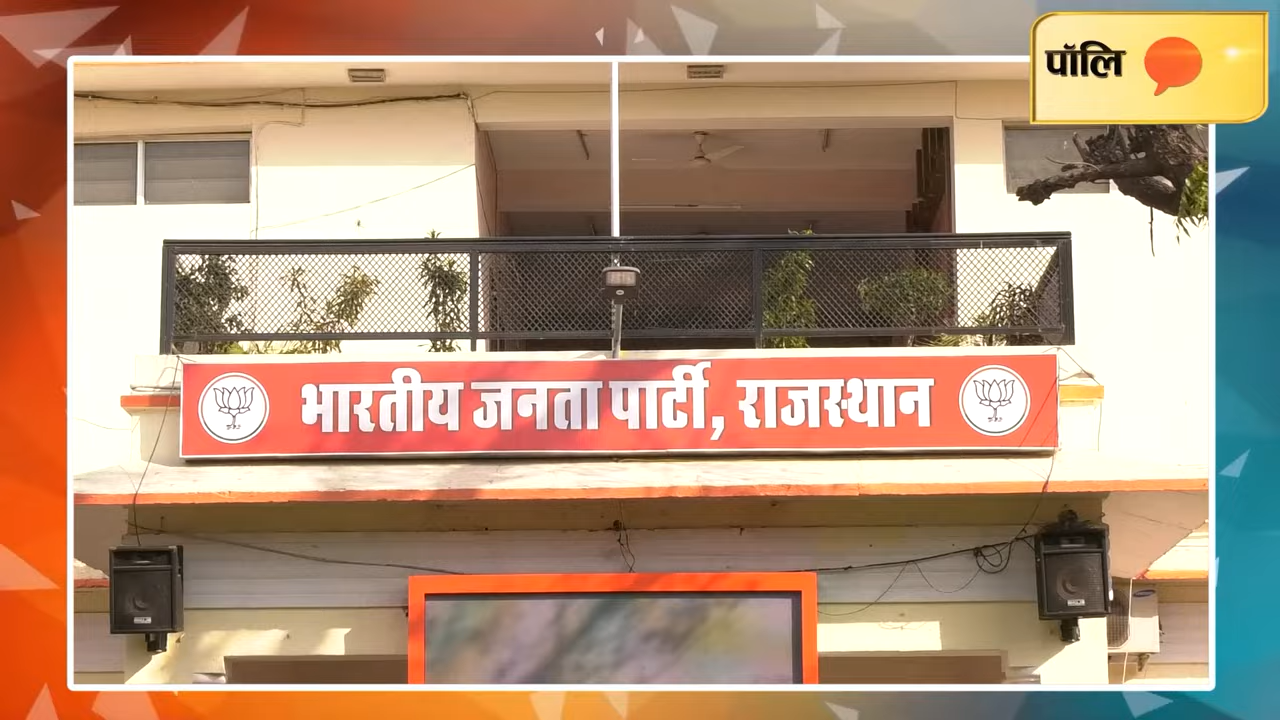 पॉलि
भारतीय जनता पार्टी, राजस्थान